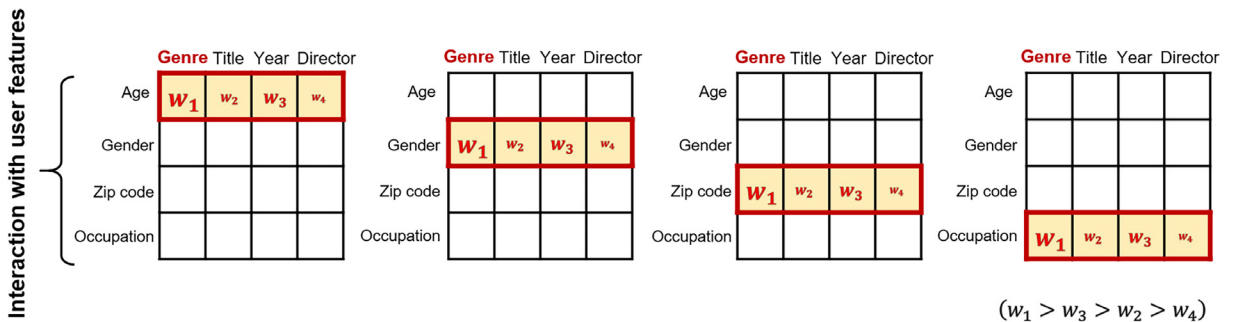 Interaction with user features
Genre Title Year Director
Age w₁ w₂ w₃ w₄
Gender
Zip code
Occupation
Genre Title Year Director
Age
Gender w₁ w₂ w₃ w₄
Zip code
Occupation
Genre Title Year Director
Age
Gender
Zip code w₁ w₂ w₃ w₄
Occupation
Genre Title Year Director
Age
Gender
Zip code
Occupation w₁ w₂ w₃ w₄
(w₁ > w₃ > w₂ > w₄)